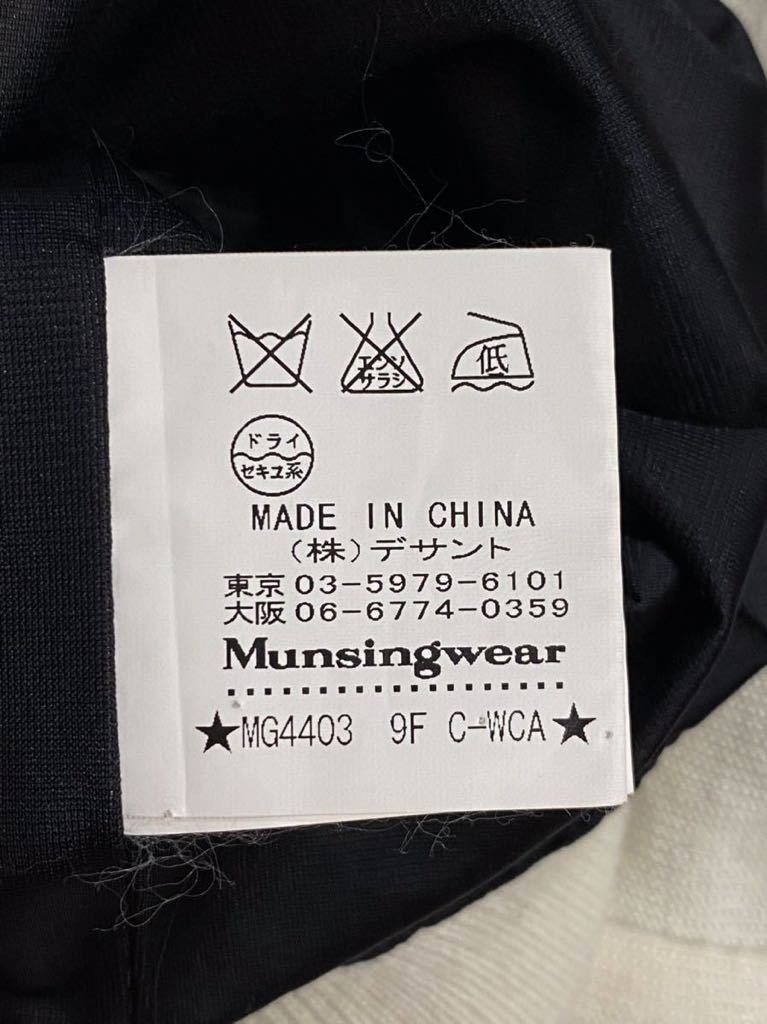 エンソ
サラシ
低
ドライ
セキユ系
MADE IN CHINA
(株)デサント
東京 03-5979-6101
大阪 06-6774-0359
Munsingwear
★MG4403 9F C-WCA★